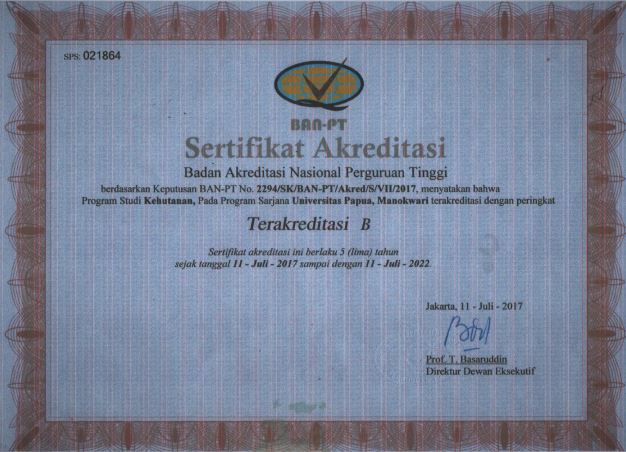 SPS: 021864
BAN-PT
Sertifikat Akreditasi
Badan Akreditasi Nasional Perguruan Tinggi
berdasarkan Keputusan BAN-PT No. 2294/SK/BAN-PT/Akred/S/VII/2017, menyatakan bahwa
Program Studi Kehutanan, Pada Program Sarjana Universitas Papua, Manokwari terakreditasi dengan peringkat
Terakreditasi B
Sertifikat akreditasi ini berlaku 5 (lima) tahun
sejak tanggal 11 - Juli - 2017 sampai dengan 11 - Juli - 2022.
Jakarta, 11 - Juli - 2017
Prof. T. Basaruddin
Direktur Dewan Eksekutif